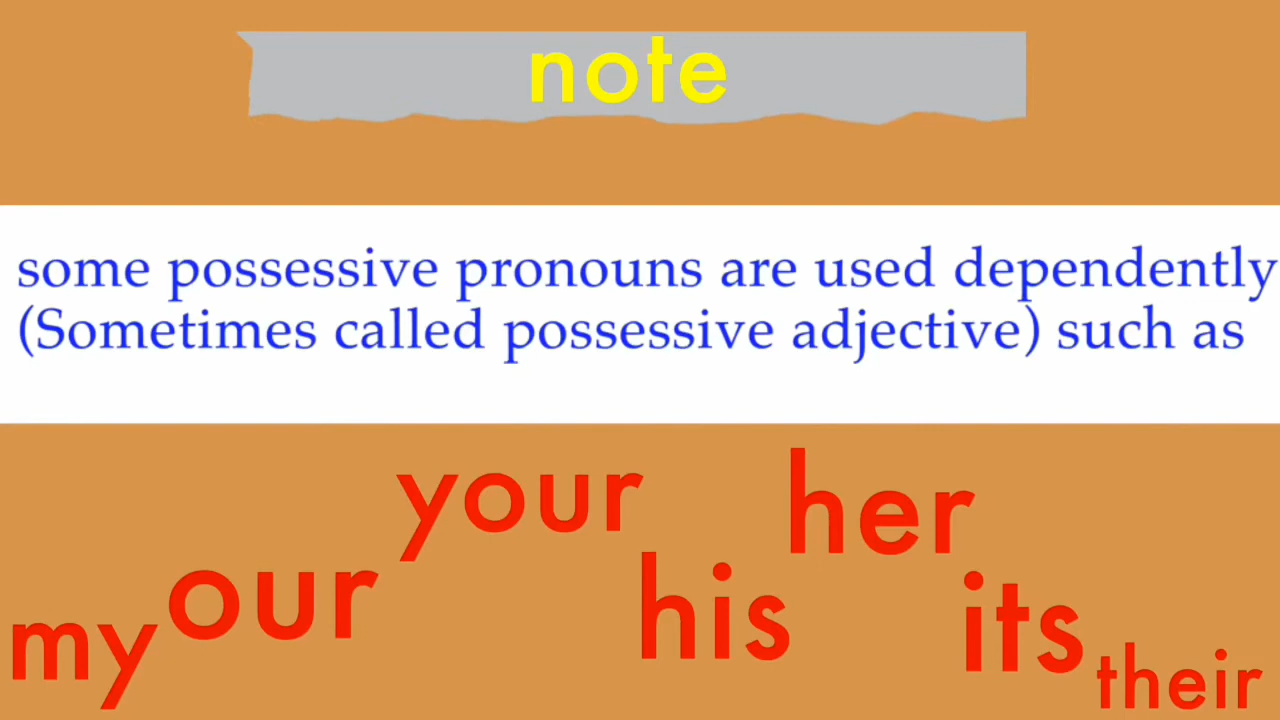 note
some possessive pronouns are used dependently
(Sometimes called possessive adjective) such as
my our your his her its their